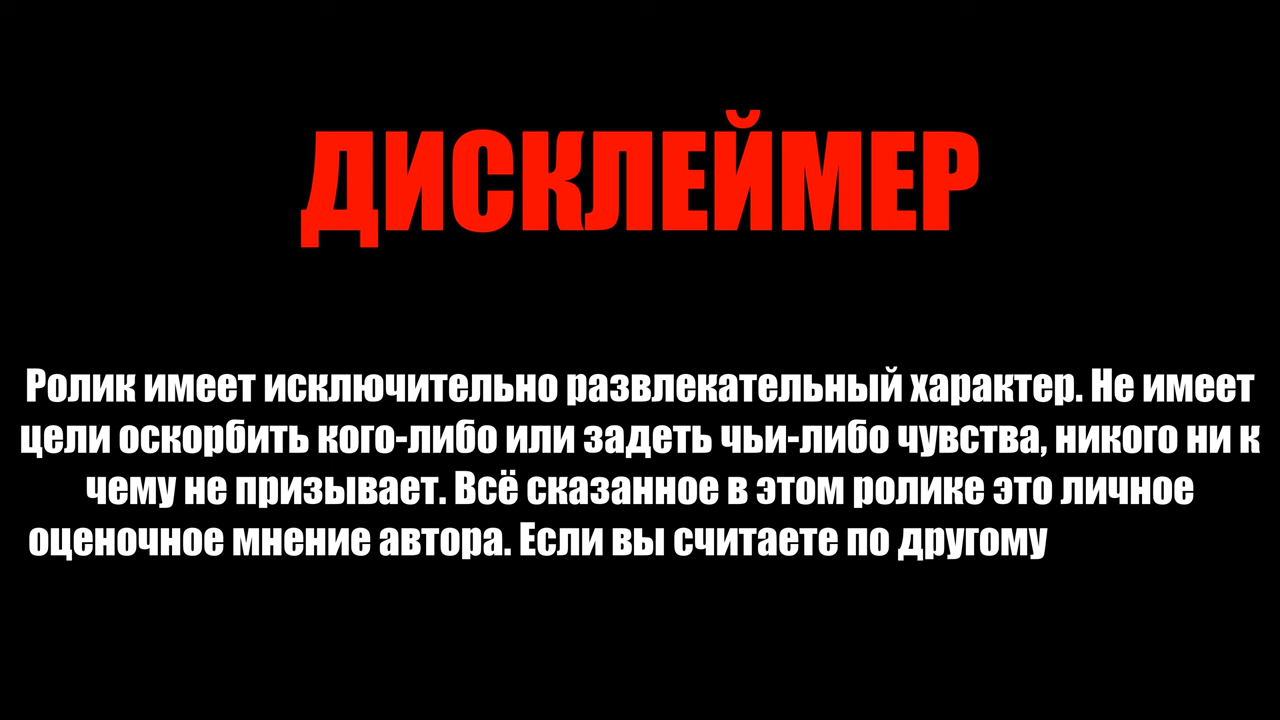 ДИСКЛЕЙМЕР
Ролик имеет исключительно развлекательный характер. Не имеет
цели оскорбить кого-либо или задеть чьи-либо чувства, никого ни к
чему не призывает. Всё сказанное в этом ролике это личное
оценочное мнение автора. Если вы считаете по другому